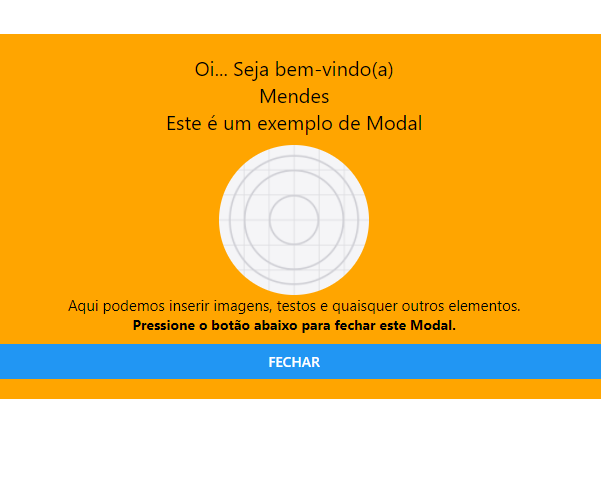 Oi... Seja bem-vindo(a)
Mendes
Este é um exemplo de Modal
Aqui podemos inserir imagens, testos e quaisquer outros elementos.
Pressione o botão abaixo para fechar este Modal.
FECHAR